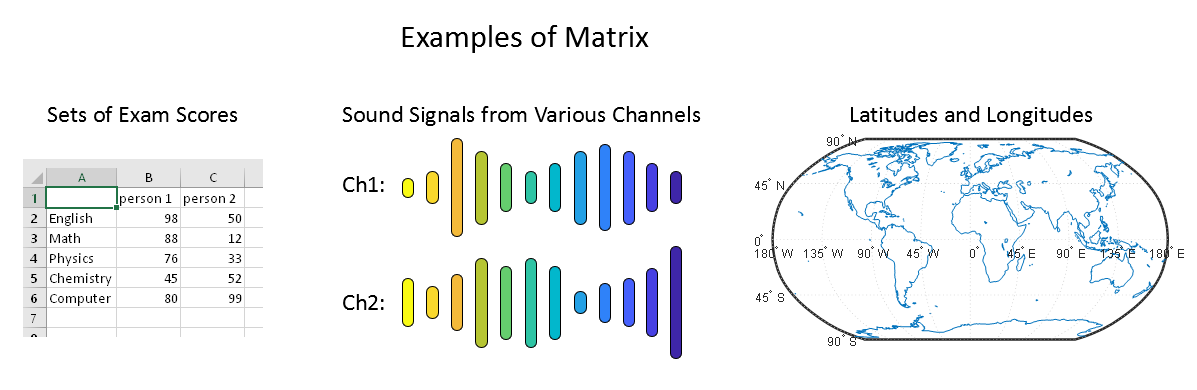 Examples of Matrix
Sets of Exam Scores
A B C
1 person 1 person 2
2 English 98 50
3 Math 88 12
4 Physics 76 33
5 Chemistry 45 52
6 Computer 80 99
7
Sound Signals from Various Channels
Ch1:
Ch2:
Latitudes and Longitudes
90° N
45° N
0°
180° W 135° W 90° W 45° W 0° 45° E 90° E 135° E 180° E
45° S
90° S